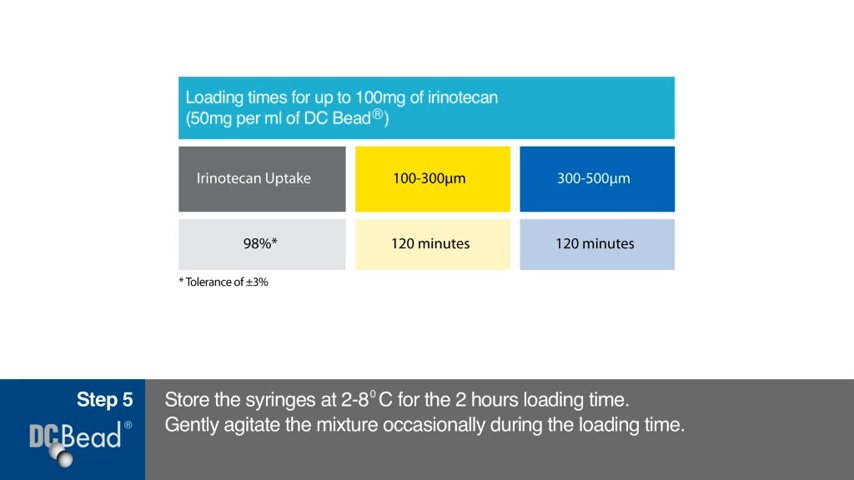 Loading times for up to 100mg of irinotecan
(50mg per ml of DC Bead®)
Irinotecan Uptake 100-300µm 300-500µm
98%* 120 minutes 120 minutes
* Tolerance of ±3%
Step 5
Store the syringes at 2-8⁰C for the 2 hours loading time.
Gently agitate the mixture occasionally during the loading time.
DCBead®